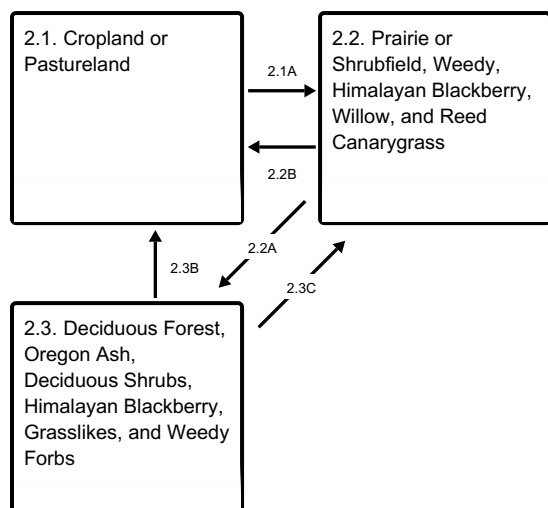 2.1. Cropland or
Pastureland
2.1A
2.2. Prairie or
Shrubfield, Weedy,
Himalayan Blackberry,
Willow, and Reed
Canarygrass
2.2B
2.2A
2.3B
2.3C
2.3. Deciduous Forest,
Oregon Ash,
Deciduous Shrubs,
Himalayan Blackberry,
Grasslikes, and Weedy
Forbs